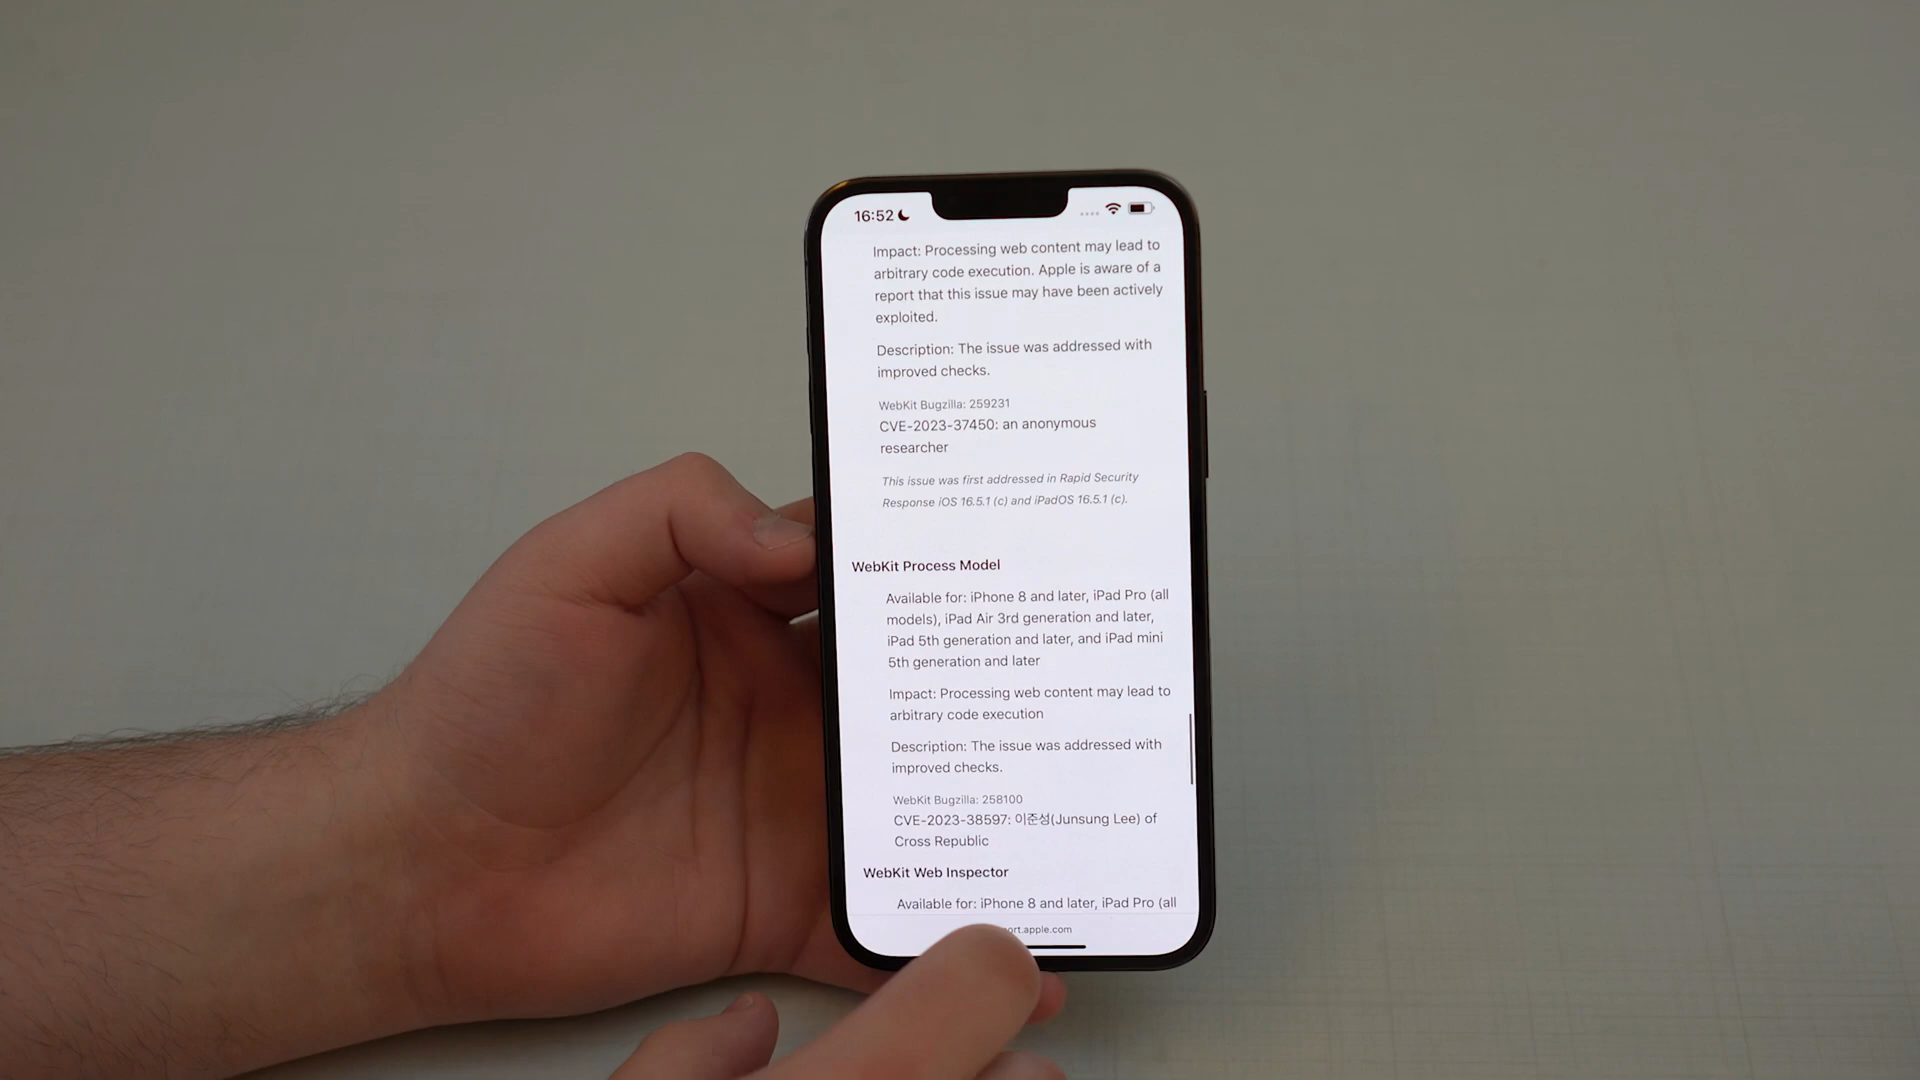 16:52
Impact: Processing web content may lead to
arbitrary code execution. Apple is aware of a
report that this issue may have been actively
exploited.
Description: The issue was addressed with
improved checks.
WebKit Bugzilla: 259231
CVE-2023-37450: an anonymous
researcher
This issue was first addressed in Rapid Security
Response iOS 16.5.1 (c) and iPadOS 16.5.1 (c).
WebKit Process Model
Available for: iPhone 8 and later, iPad Pro (all
models), iPad Air 3rd generation and later,
iPad 5th generation and later, and iPad mini
5th generation and later
Impact: Processing web content may lead to
arbitrary code execution
Description: The issue was addressed with
improved checks.
WebKit Bugzilla: 258100
CVE-2023-38597: 이준성(Junsung Lee) of
Cross Republic
WebKit Web Inspector
Available for: iPhone 8 and later, iPad Pro (all
ort.apple.com